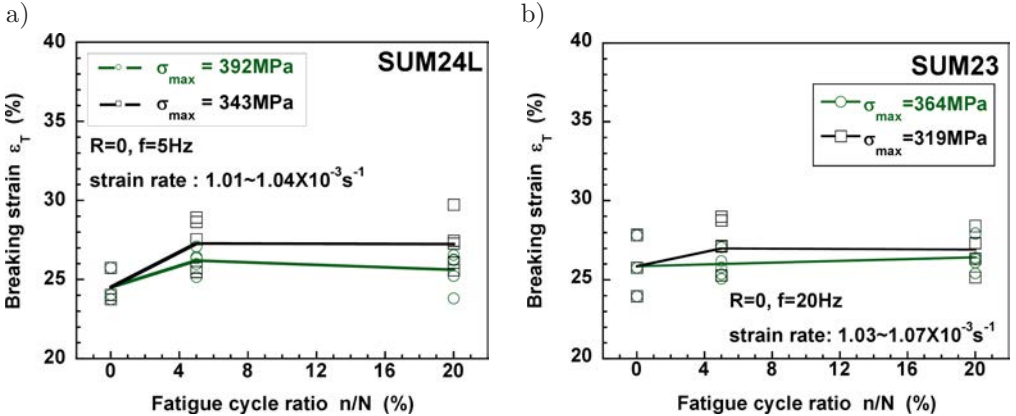 a)
40
35
30
25
20
Breaking strain εT (%)
σmax = 392MPa
σmax = 343MPa
SUM24L
R=0, f=5Hz
strain rate : 1.01~1.04X10⁻³s⁻¹
0 4 8 12 16 20
Fatigue cycle ratio n/N (%)
b)
40
35
30
25
20
Breaking strain εT (%)
SUM23
σmax=364MPa
σmax=319MPa
R=0, f=20Hz
strain rate: 1.03~1.07X10⁻³s⁻¹
0 4 8 12 16 20
Fatigue cycle ratio n/N (%)